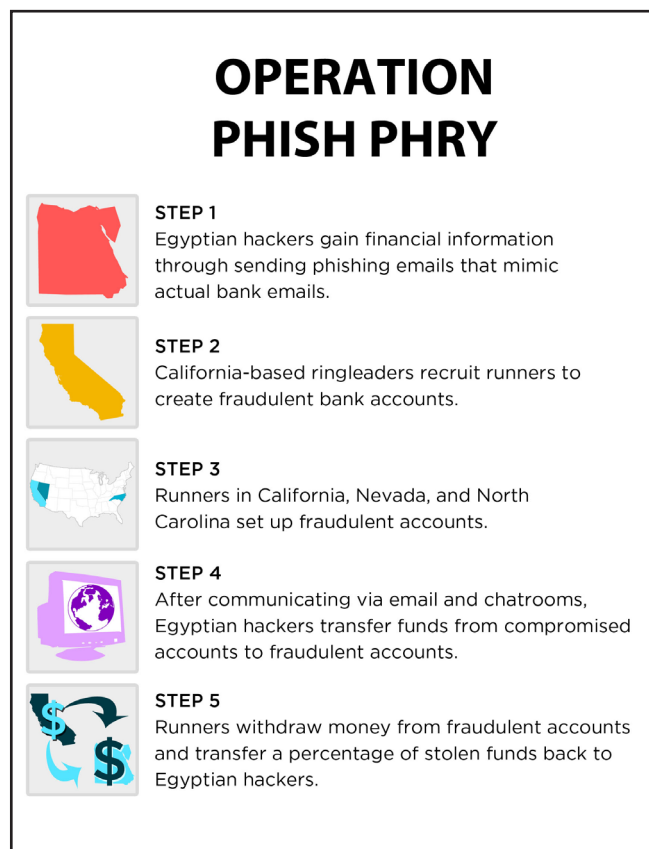 OPERATION
PHISH PHRY
STEP 1
Egyptian hackers gain financial information
through sending phishing emails that mimic
actual bank emails.
STEP 2
California-based ringleaders recruit runners to
create fraudulent bank accounts.
STEP 3
Runners in California, Nevada, and North
Carolina set up fraudulent accounts.
STEP 4
After communicating via email and chatrooms,
Egyptian hackers transfer funds from compromised
accounts to fraudulent accounts.
$
$
STEP 5
Runners withdraw money from fraudulent accounts
and transfer a percentage of stolen funds back to
Egyptian hackers.